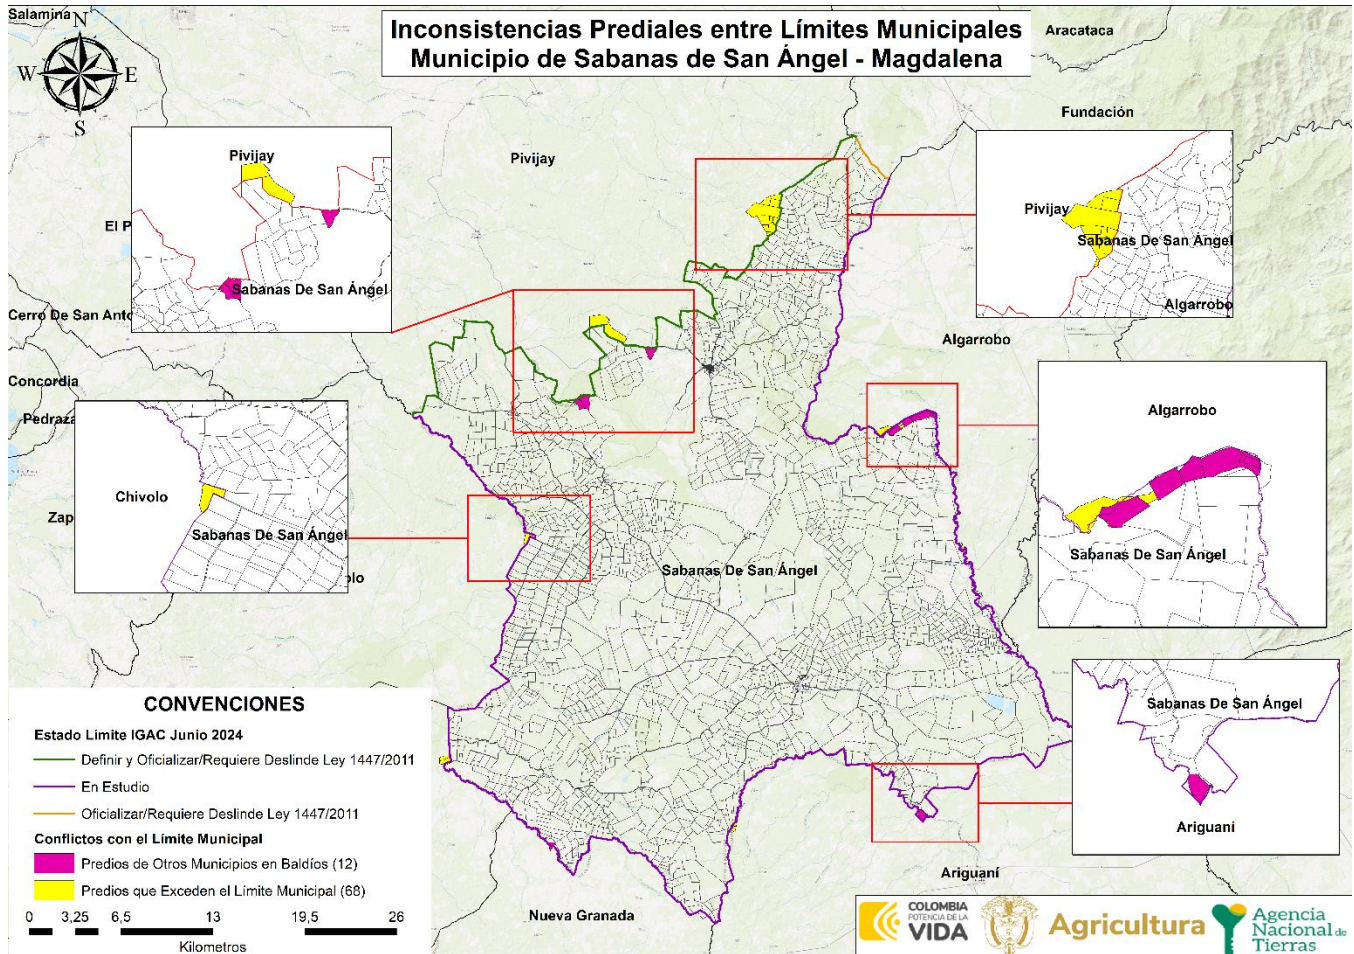 Inconsistencias Prediales entre Límites Municipales
Municipio de Sabanas de San Ángel - Magdalena
Salamina
N
W E
S
Aracataca
Fundación
Pivijay
Pivijay
El P
Sabanas De San Ángel
Cerro De San Anto
Pivijay
Sabanas De San Ángel
Algarrobo
Algarrobo
Concordia
Pedraza
Chivolo
Zap
Sabanas De San Ángel
olo
Sabanas De San Ángel
Algarrobo
Sabanas De San Ángel
Sabanas De San Ángel
Ariguaní
Ariguaní
Nueva Granada
CONVENCIONES
Estado Limite IGAC Junio 2024
Definir y Oficializar/Requiere Deslinde Ley 1447/2011
En Estudio
Oficializar/Requiere Deslinde Ley 1447/2011
Conflictos con el Límite Municipal
Predios de Otros Municipios en Baldíos (12)
Predios que Exceden el Límite Municipal (68)
0 3,25 6,5 13 19,5 26
Kilometros
COLOMBIA
POTENCIA DE LA
VIDA
Agricultura
Agencia
Nacional de
Tierras